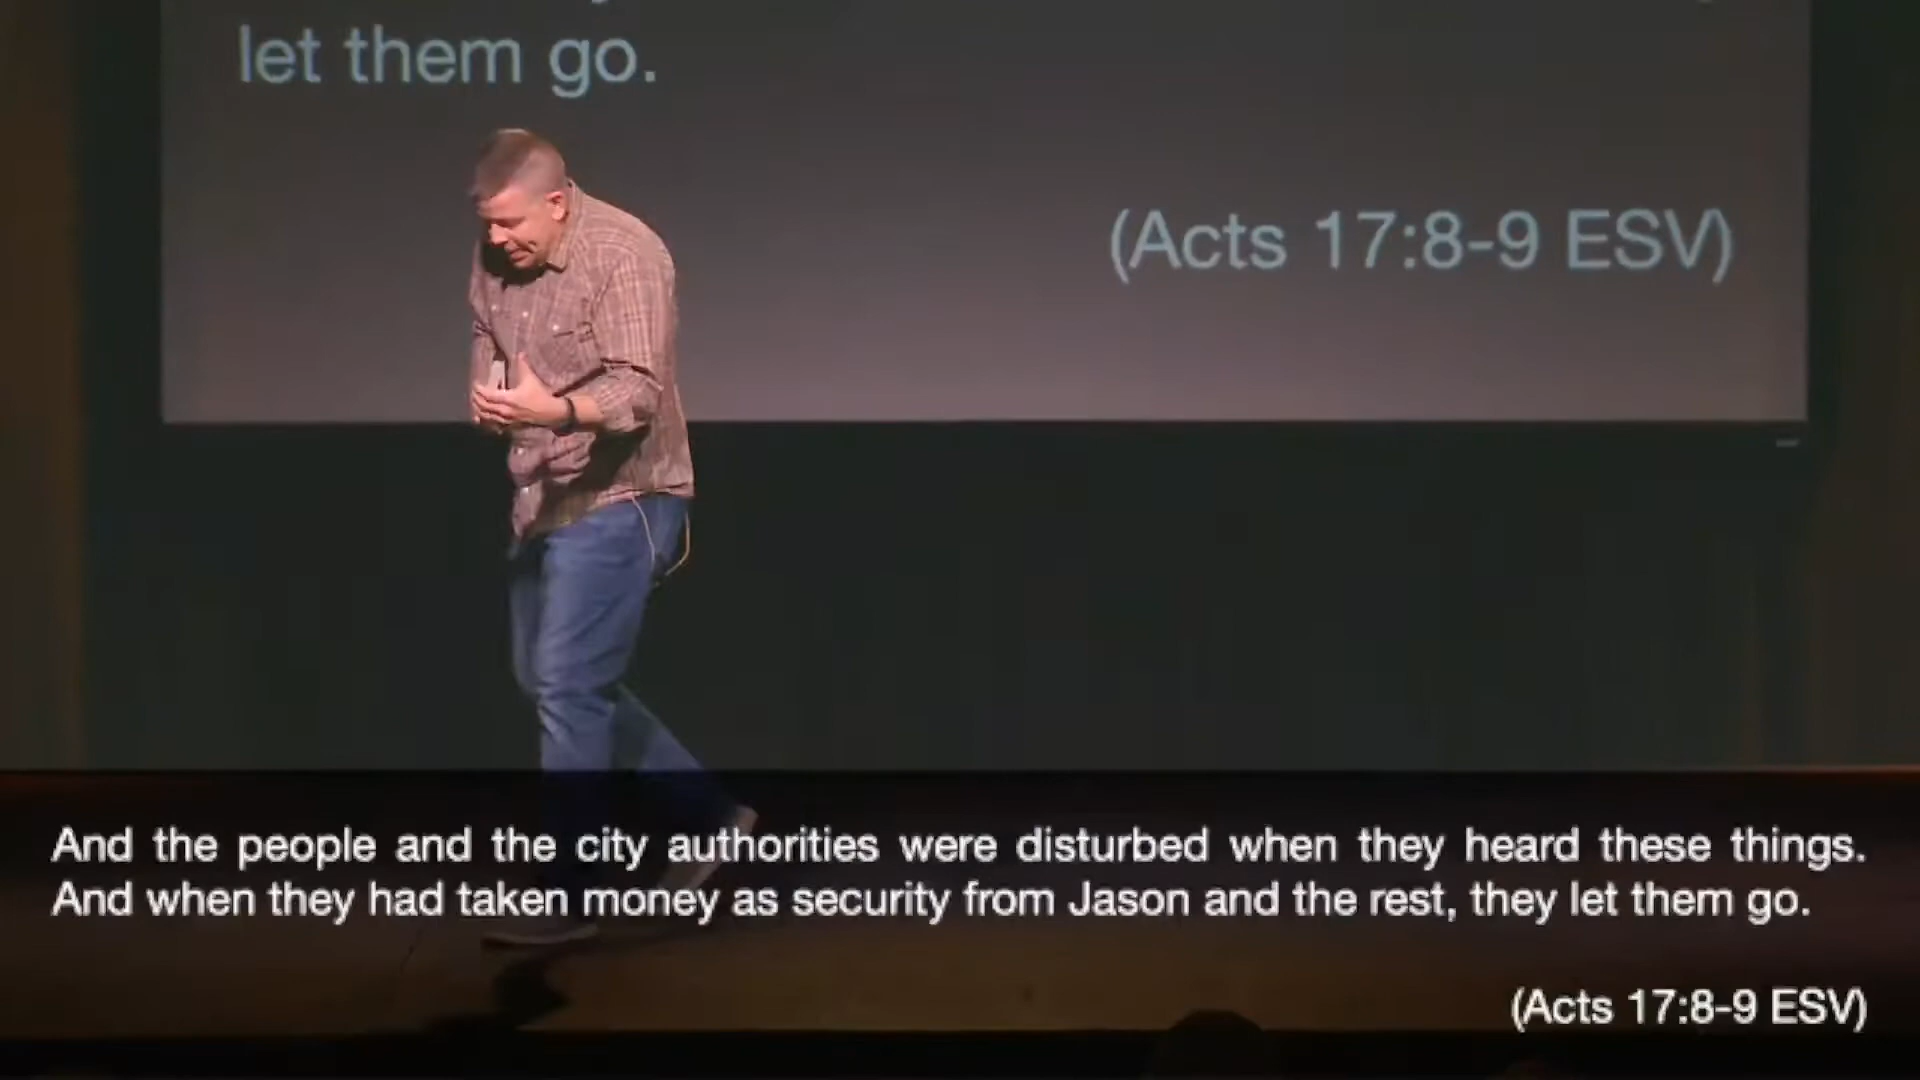 let them go.
(Acts 17:8-9 ESV)
And the people and the city authorities were disturbed when they heard these things.
And when they had taken money as security from Jason and the rest, they let them go.
(Acts 17:8-9 ESV)